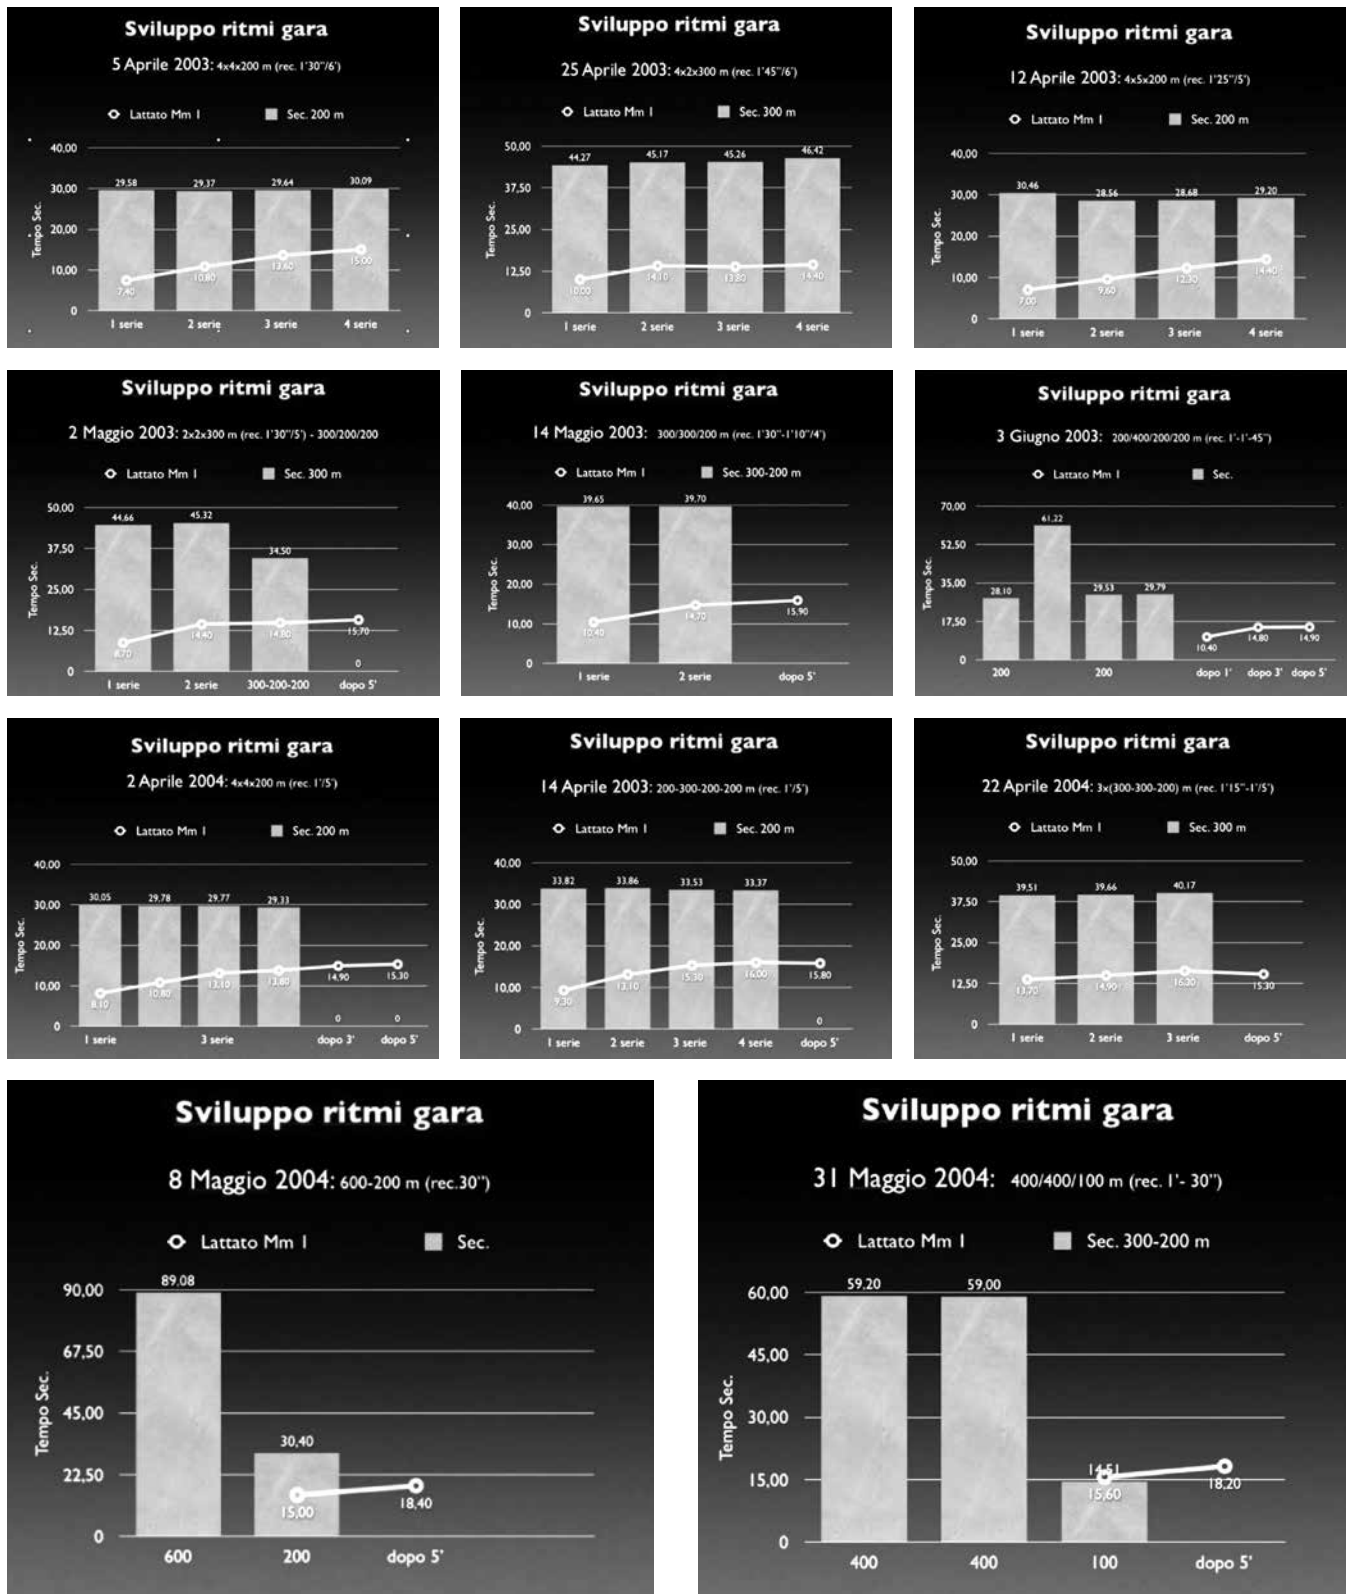 Sviluppo ritmi gara
5 Aprile 2003: 4x4x200 m (rec. 1'30"/6')
Lattato Mm l
Sec. 200 m
40,00
30,00
20,00
10,00
0
Tempo Sec.
29,58
29,37
29,64
30,09
7,40
10,80
13,60
15,00
1 serie
2 serie
3 serie
4 serie
Sviluppo ritmi gara
25 Aprile 2003: 4x2x300 m (rec. 1'45"/6')
Lattato Mm l
Sec. 300 m
50,00
37,50
25,00
12,50
0
Tempo Sec.
44,27
45,17
45,26
46,42
10,00
14,10
13,80
14,40
1 serie
2 serie
3 serie
4 serie
Sviluppo ritmi gara
12 Aprile 2003: 4x5x200 m (rec. 1'25"/5')
Lattato Mm l
Sec. 200 m
40,00
30,00
20,00
10,00
0
Tempo Sec.
30,46
28,56
28,68
29,20
7,00
9,60
12,30
14,40
1 serie
2 serie
3 serie
4 serie
Sviluppo ritmi gara
2 Maggio 2003: 2x2x300 m (rec. 1'30"/5') - 300/200/200
Lattato Mm l
Sec. 300 m
50,00
37,50
25,00
12,50
0
Tempo Sec.
44,66
45,32
34,50
8,70
14,40
14,80
15,70
0
1 serie
2 serie
300-200-200
dopo 5'
Sviluppo ritmi gara
14 Maggio 2003: 300/300/200 m (rec. 1'30"-1'10"/4')
Lattato Mm l
Sec. 300-200 m
40,00
30,00
20,00
10,00
0
Tempo Sec.
39,65
39,70
10,40
14,70
15,90
1 serie
2 serie
dopo 5'
Sviluppo ritmi gara
3 Giugno 2003: 200/400/200/200 m (rec. 1'-1'-45")
Lattato Mm l
Sec.
70,00
52,50
35,00
17,50
0
Tempo Sec.
28,10
61,22
29,53
29,79
10,40
14,80
14,90
200
200
dopo 1'
dopo 3'
dopo 5'
Sviluppo ritmi gara
2 Aprile 2004: 4x4x200 m (rec. 1'/5')
Lattato Mm l
Sec. 200 m
40,00
30,00
20,00
10,00
0
Tempo Sec.
30,05
29,78
29,77
29,33
8,10
10,80
13,10
13,80
14,90
15,30
0
0
1 serie
3 serie
dopo 3'
dopo 5'
Sviluppo ritmi gara
14 Aprile 2003: 200-300-200-200 m (rec. 1'/5')
Lattato Mm l
Sec. 200 m
40,00
30,00
20,00
10,00
0
Tempo Sec.
33,82
33,86
33,53
33,37
9,30
13,10
15,30
16,00
15,80
0
1 serie
2 serie
3 serie
4 serie
dopo 5'
Sviluppo ritmi gara
22 Aprile 2004: 3x(300-300-200) m (rec. 1'15"-1'/5')
Lattato Mm l
Sec. 300 m
50,00
37,50
25,00
12,50
0
Tempo Sec.
39,51
39,66
40,17
13,70
14,90
16,20
15,30
1 serie
2 serie
3 serie
dopo 5'
Sviluppo ritmi gara
8 Maggio 2004: 600-200 m (rec.30")
Lattato Mm l
Sec.
90,00
67,50
45,00
22,50
0
Tempo Sec.
89,08
30,40
15,00
18,40
600
200
dopo 5'
Sviluppo ritmi gara
31 Maggio 2004: 400/400/100 m (rec. 1'- 30")
Lattato Mm l
Sec. 300-200 m
60,00
45,00
30,00
15,00
0
Tempo Sec.
59,20
59,00
14,51
15,60
18,20
400
400
100
dopo 5'